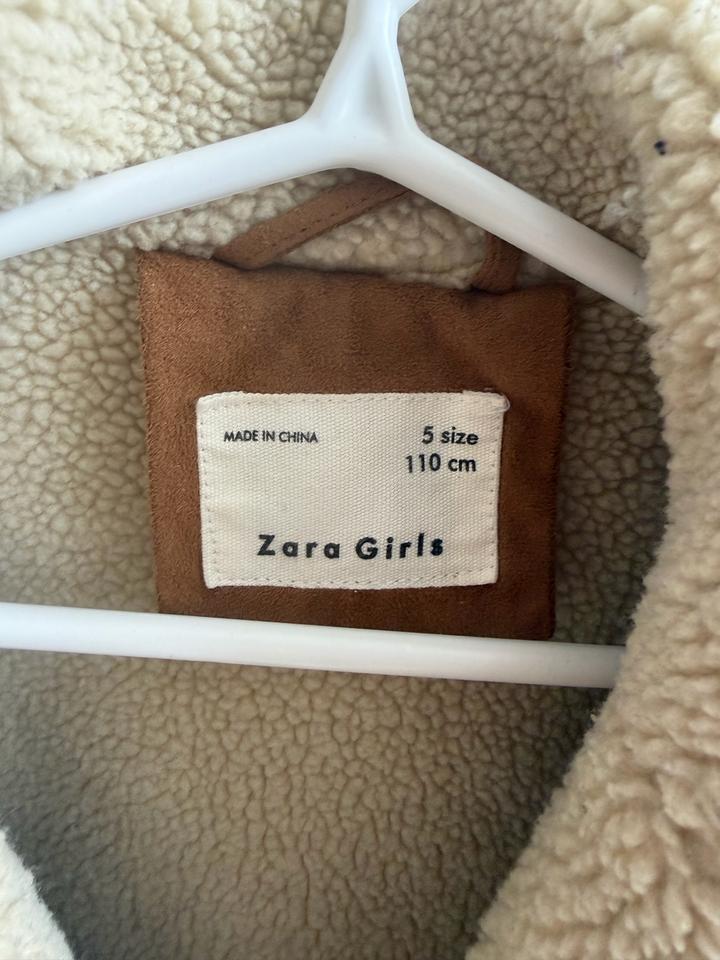 MADE IN CHINA
5 size
110 cm
Zara Girls